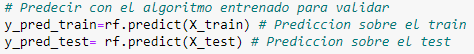 # Predecir con el algoritmo entrenado para validar
y_pred_train=rf.predict(X_train) # Prediccion sobre el train
y_pred_test= rf.predict(X_test) # Prediccion sobre el test